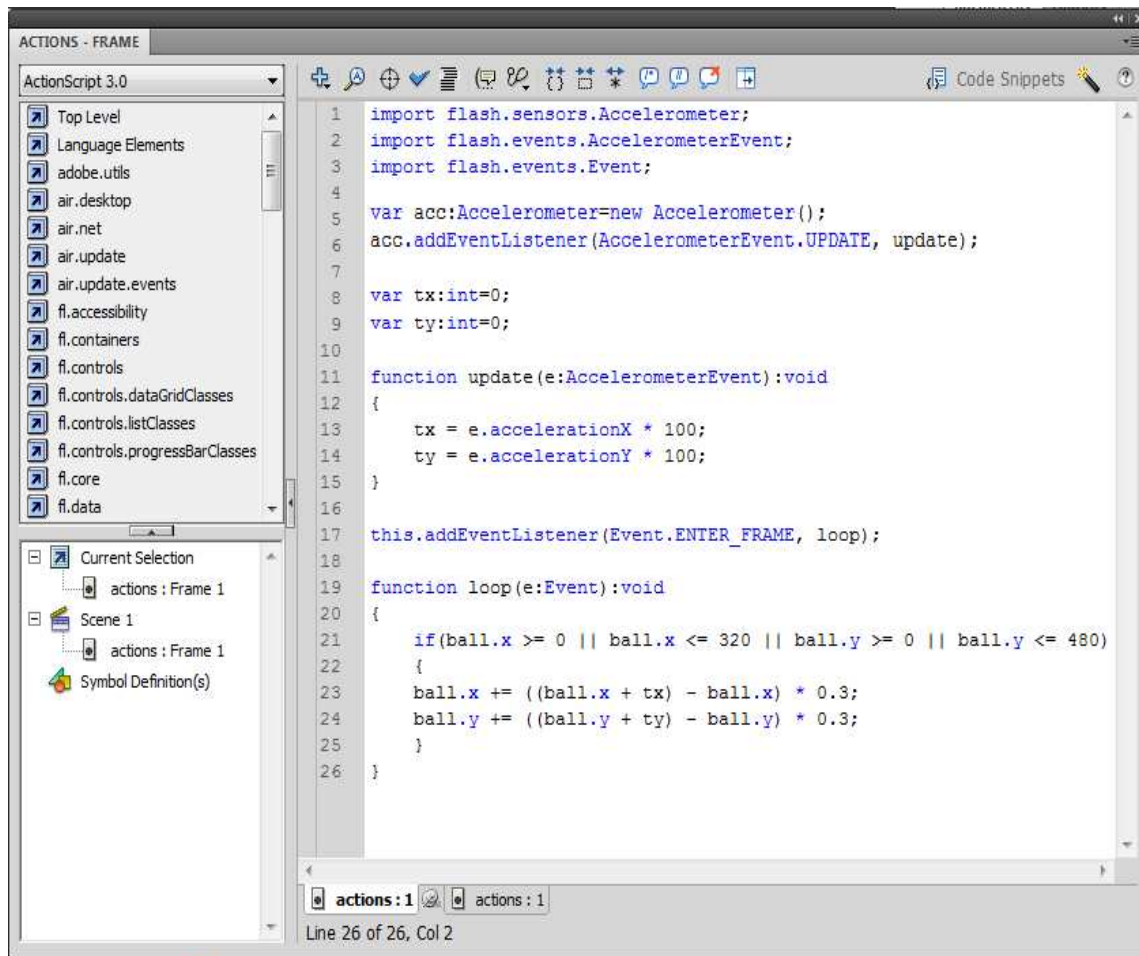 ACTIONS - FRAME
ActionScript 3.0
Code Snippets
Top Level
Language Elements
adobe.utils
air.desktop
air.net
air.update
air.update.events
fl.accessibility
fl.containers
fl.controls
fl.controls.dataGridClasses
fl.controls.listClasses
fl.controls.progressBarClasses
fl.core
fl.data
Current Selection
actions : Frame 1
Scene 1
actions : Frame 1
Symbol Definition(s)
1 import flash.sensors.Accelerometer;
2 import flash.events.AccelerometerEvent;
3 import flash.events.Event;
4
5 var acc:Accelerometer=new Accelerometer();
6 acc.addEventListener(AccelerometerEvent.UPDATE, update);
7
8 var tx:int=0;
9 var ty:int=0;
10
11 function update(e:AccelerometerEvent):void
12 {
13 tx = e.accelerationX * 100;
14 ty = e.accelerationY * 100;
15 }
16
17 this.addEventListener(Event.ENTER_FRAME, loop);
18
19 function loop(e:Event):void
20 {
21 if(ball.x >= 0 || ball.x <= 320 || ball.y >= 0 || ball.y <= 480)
22 {
23 ball.x += ((ball.x + tx) - ball.x) * 0.3;
24 ball.y += ((ball.y + ty) - ball.y) * 0.3;
25 }
26 }
actions : 1
actions : 1
Line 26 of 26, Col 2